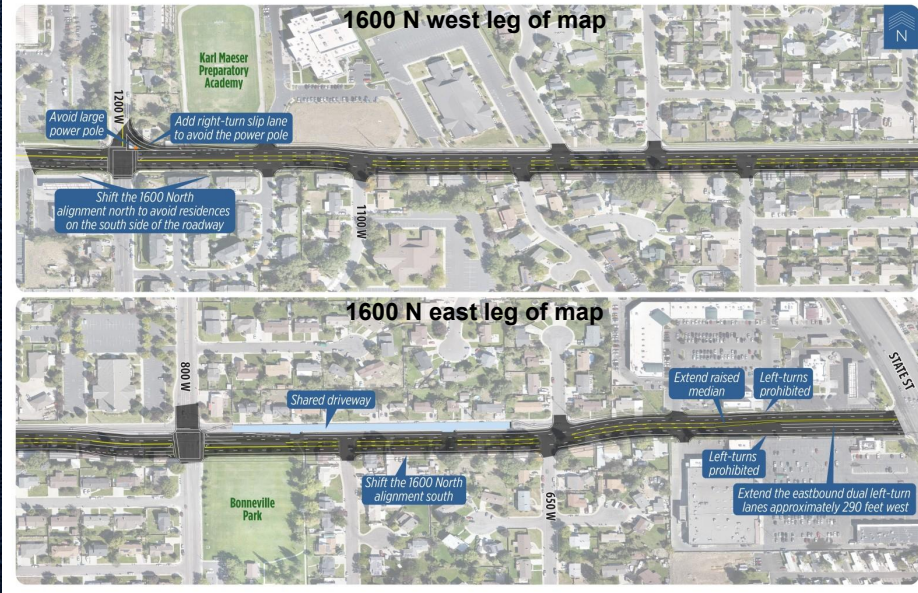 1600 N west leg of map
N
Karl Maeser
Preparatory
Academy
1200 W
Avoid large
power pole
Add right-turn slip lane
to avoid the power pole
Shift the 1600 North
alignment north to avoid residences
on the south side of the roadway
1100 W
1600 N east leg of map
800 W
Shared driveway
Extend raised
median
Left-turns
prohibited
STATE ST
Shift the 1600 North
alignment south
Left-turns
prohibited
Bonneville
Park
650 W
Extend the eastbound dual left-turn
lanes approximately 290 feet west